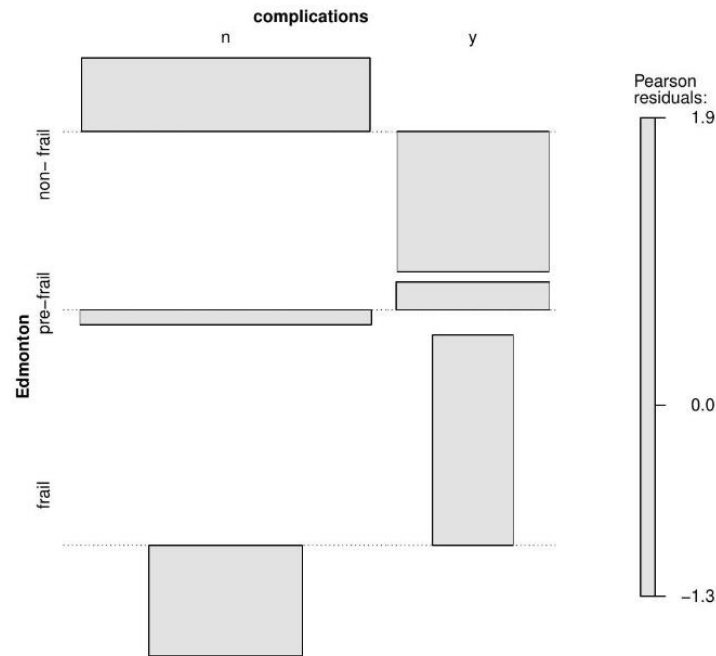 complications
n y
Pearson
residuals:
1.9
non− frail
pre−frail
Edmonton
0.0
frail
−1.3